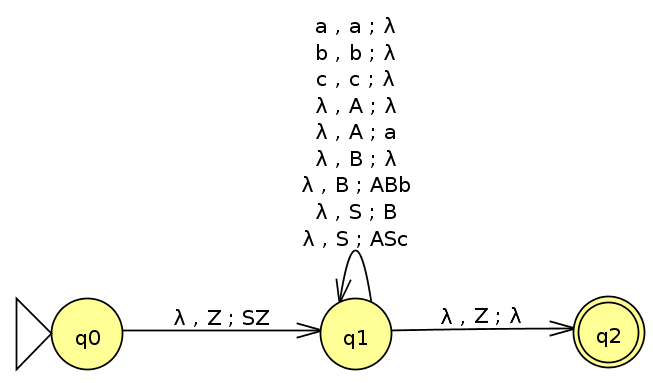 a , a ; λ
b , b ; λ
c , c ; λ
λ , A ; λ
λ , A ; a
λ , B ; λ
λ , B ; ABb
λ , S ; B
λ , S ; ASc
λ , Z ; SZ
λ , Z ; λ
q0
q1
q2